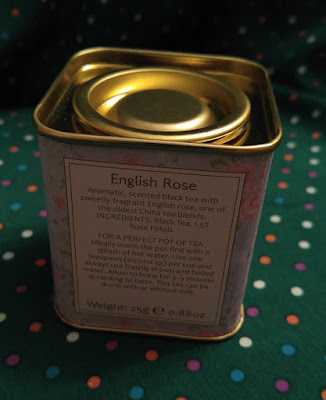 English Rose
Aromatic, scented black tea with
sweetly fragrant English rose, one of
the oldest China tea blends.
INGREDIENTS: Black Tea, 1.5%
Rose Petals
FOR A PERFECT POT OF TEA
Ideally warm the pot first with a
splash of hot water. Use one
teaspoon (around 2g) per cup and
always use freshly drawn and boiled
water. Allow to brew for 3-5 minutes
according to taste. This tea can be
drunk with or without milk.
Weight: 25g ℮ 0.88oz